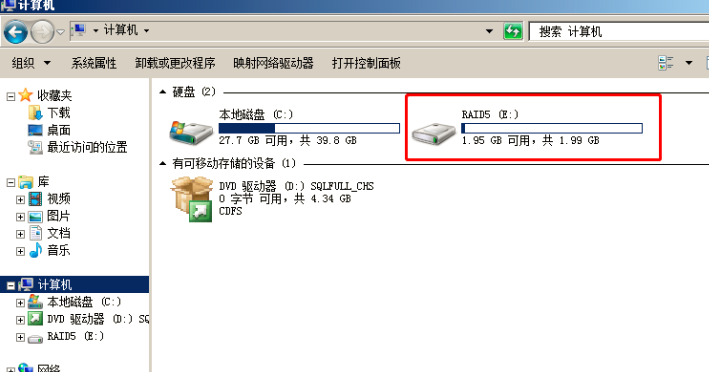 计算机
计算机
搜索 计算机
组织 系统属性 卸载或更改程序 映射网络驱动器 打开控制面板
收藏夹
下载
桌面
最近访问的位置
库
视频
图片
文档
音乐
计算机
本地磁盘 (C:)
DVD 驱动器 (D:) SQ
RAID5 (E:)
网络
硬盘 (2)
本地磁盘 (C:)
27.7 GB 可用，共 39.8 GB
RAID5 (E:)
1.95 GB 可用，共 1.99 GB
有可移动存储的设备 (1)
DVD 驱动器 (D:) SQLFULL_CHS
0 字节 可用，共 4.34 GB
CDFS